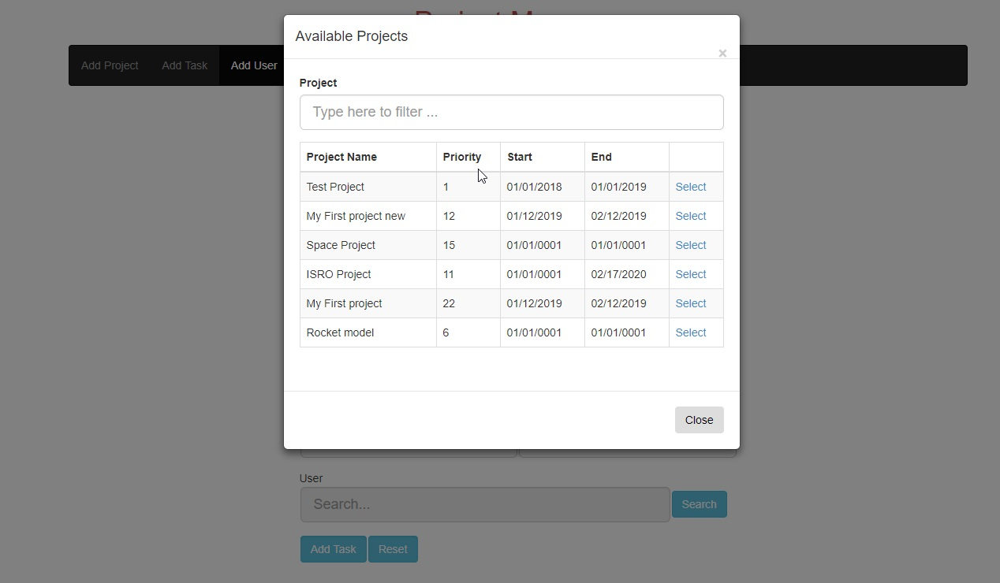 Available Projects
×
Add Project Add Task Add User
Project
Type here to filter ...
Project Name Priority Start End
Test Project 1 01/01/2018 01/01/2019 Select
My First project new 12 01/12/2019 02/12/2019 Select
Space Project 15 01/01/0001 01/01/0001 Select
ISRO Project 11 01/01/0001 02/17/2020 Select
My First project 22 01/12/2019 02/12/2019 Select
Rocket model 6 01/01/0001 01/01/0001 Select
Close
User
Search... Search
Add Task Reset